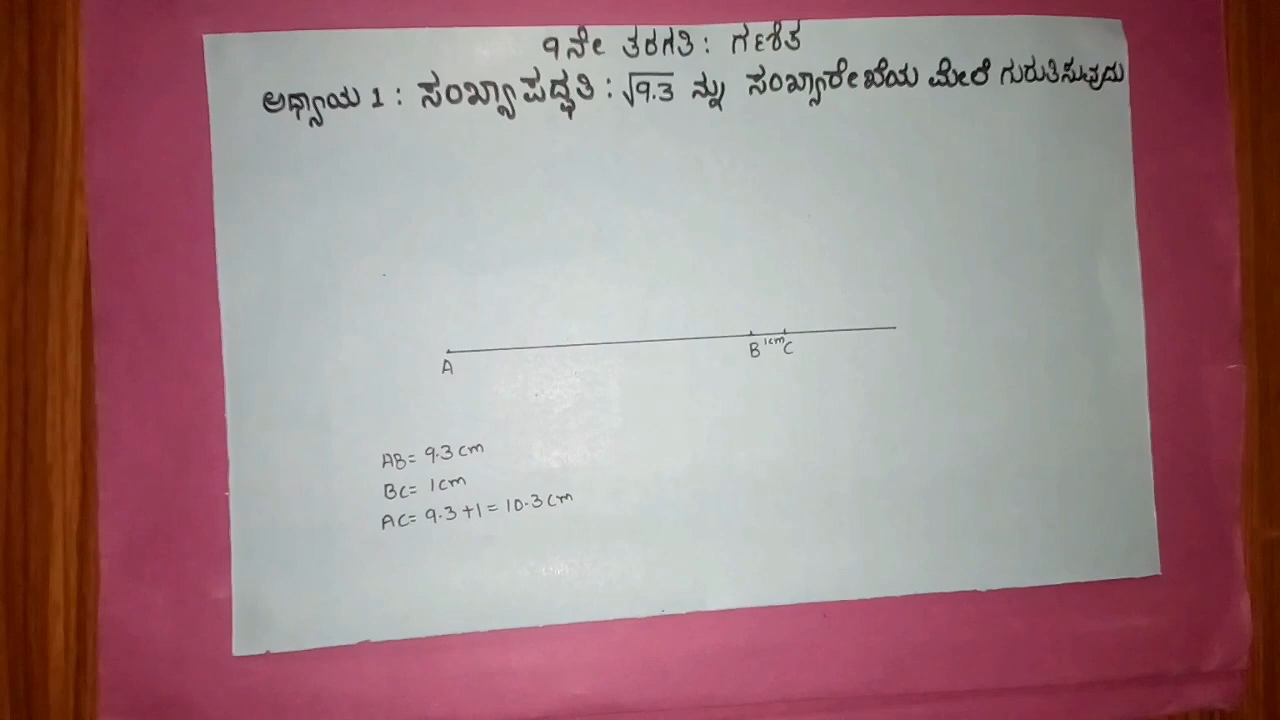 9ನೇ ತರಗತಿ: ಗಣಿತ
ಅಧ್ಯಾಯ 1: ಸಂಖ್ಯಾಪದ್ಧತಿ: √9.3 ನ್ನು ಸಂಖ್ಯಾರೇಖೆಯ ಮೇಲೆ ಗುರುತಿಸುವುದು
A B 1cm C
AB= 9.3 cm
BC= 1cm
AC= 9.3+1= 10.3 cm